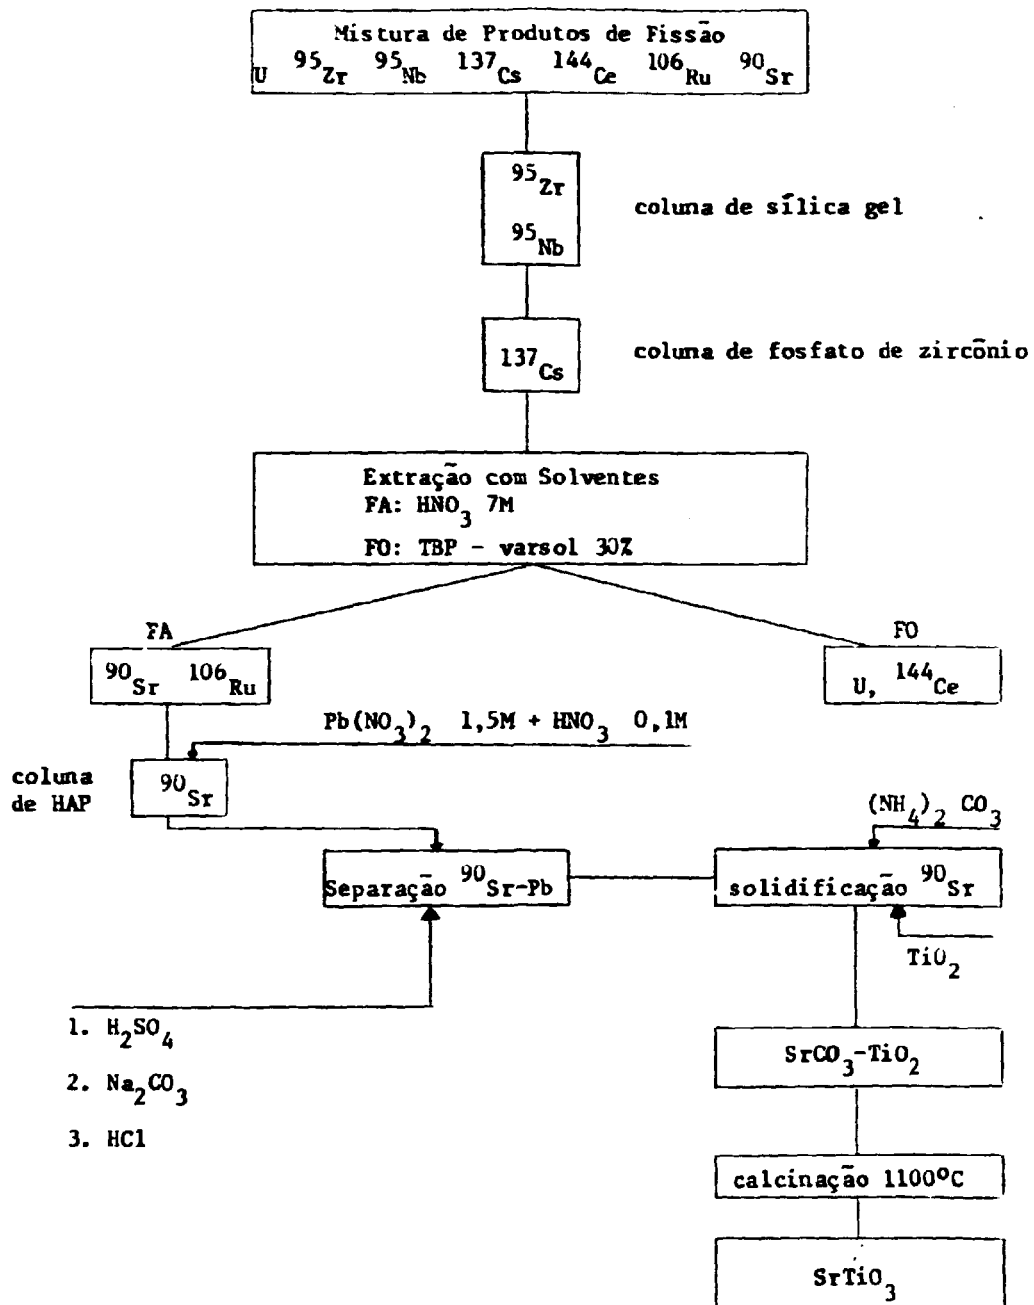 Mistura de Produtos de Fissão
U ⁹⁵Zr ⁹⁵Nb ¹³⁷Cs ¹⁴⁴Ce ¹⁰⁶Ru ⁹⁰Sr
⁹⁵Zr
⁹⁵Nb
coluna de sílica gel
¹³⁷Cs
coluna de fosfato de zircônio
Extração com Solventes
FA: HNO₃ 7M
FO: TBP - varsol 30%
FA
FO
⁹⁰Sr ¹⁰⁶Ru
U, ¹⁴⁴Ce
Pb(NO₃)₂ 1,5M + HNO₃ 0,1M
coluna
de HAP
⁹⁰Sr
(NH₄)₂ CO₃
Separação ⁹⁰Sr-Pb
solidificação ⁹⁰Sr
TiO₂
1. H₂SO₄
2. Na₂CO₃
3. HCl
SrCO₃-TiO₂
calcinação 1100ºC
SrTiO₃